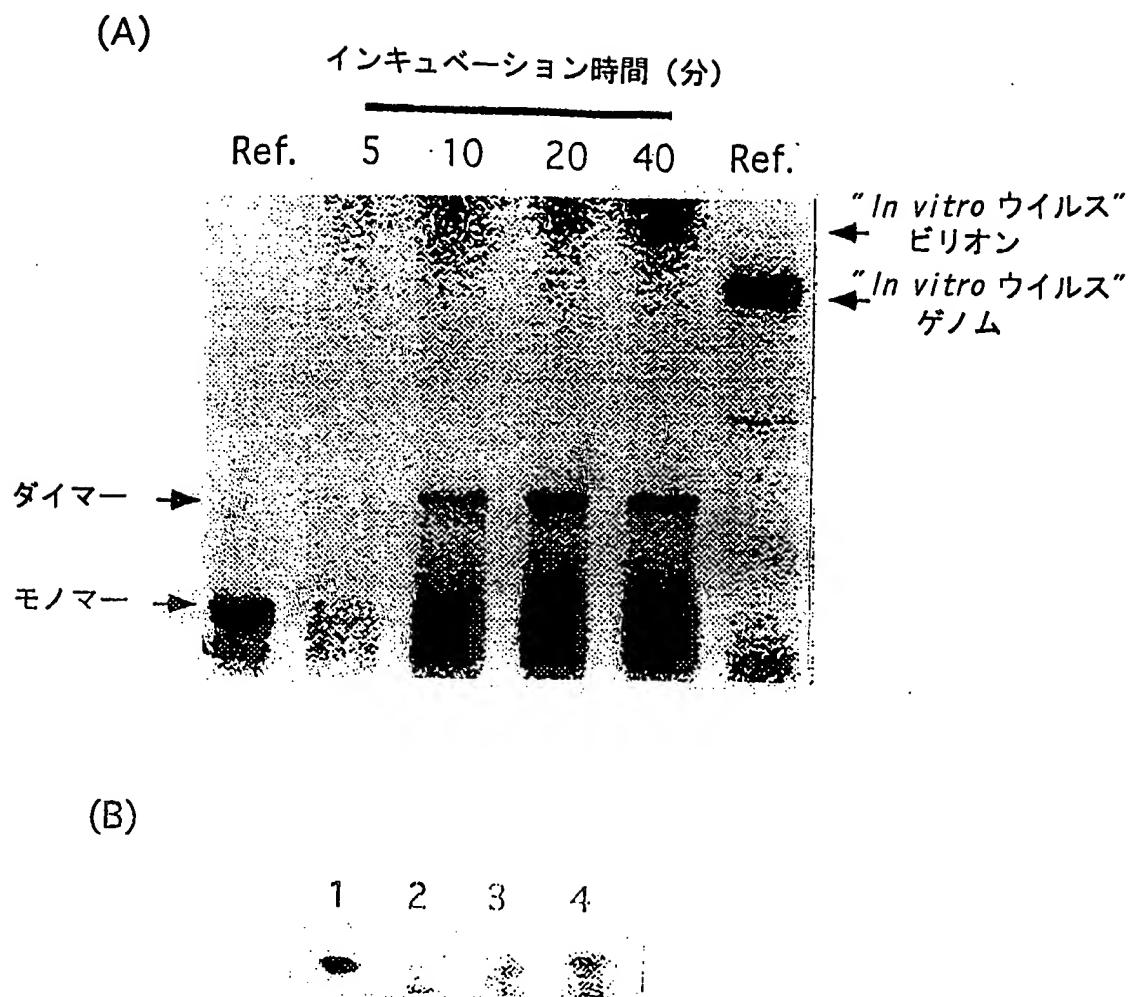 (A)
インキュベーション時間 (分)
Ref. 5 10 20 40 Ref.
"In vitro ウイルス"
ビリオン
"In vitro ウイルス"
ゲノム
ダイマー
モノマー
(B)
1 2 3 4